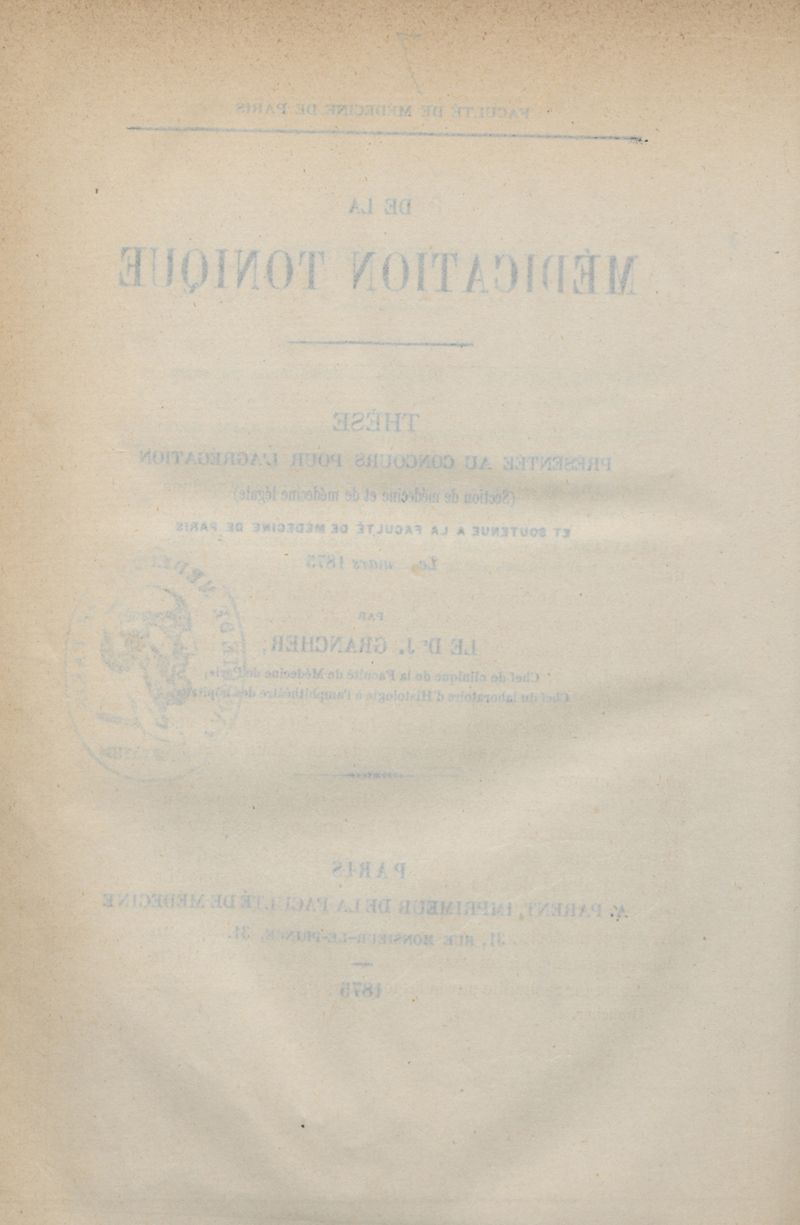 FACULTÉ DE MÉDECINE DE PARIS
DE LA
MÉDICATION TONIQUE
THÈSE
PRÉSENTÉE AU CONCOURS POUR L'AGRÉGATION
(Section de médecine et de médecine légale)
ET SOUTENUE A LA FACULTÉ DE MÉDECINE DE PARIS
Le mars 1875
PAR
LE Dr J. GRANCHER,
Chef de clinique de la Faculté de Médecine de Paris,
Chef du laboratoire d'Histologie à l'amphithéâtre des hôpitaux
PARIS
A. PARENT, IMPRIMEUR DE LA FACULTÉ DE MÉDECINE
31, RUE MONSIEUR-LE-PRINCE, 31.
1875